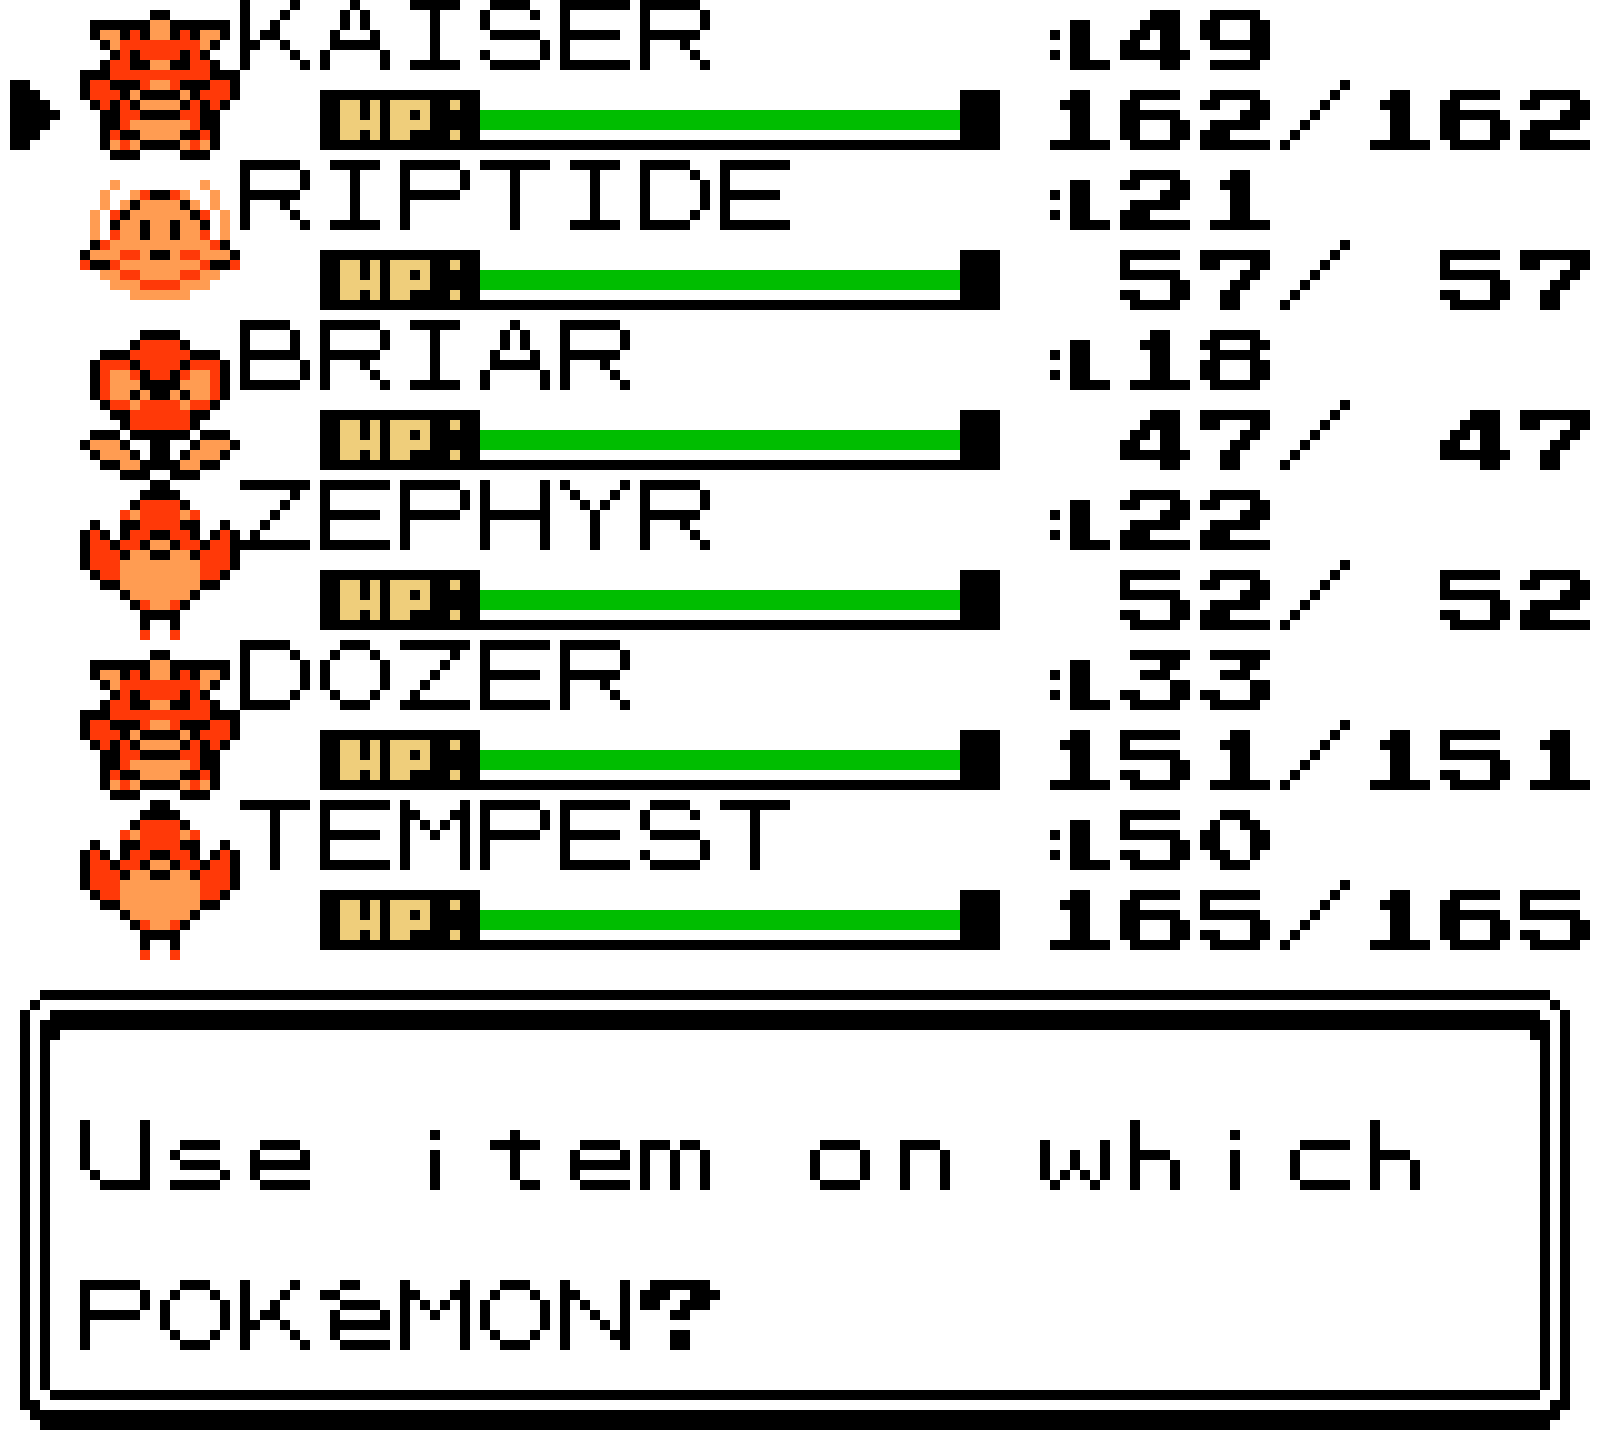 KAISER :L49
HP: 162/162
RIPTIDE :L21
HP: 57/ 57
BRIAR :L18
HP: 47/ 47
ZEPHYR :L22
HP: 52/ 52
DOZER :L33
HP: 151/151
TEMPEST :L50
HP: 165/165
Use item on which
POKéMON?